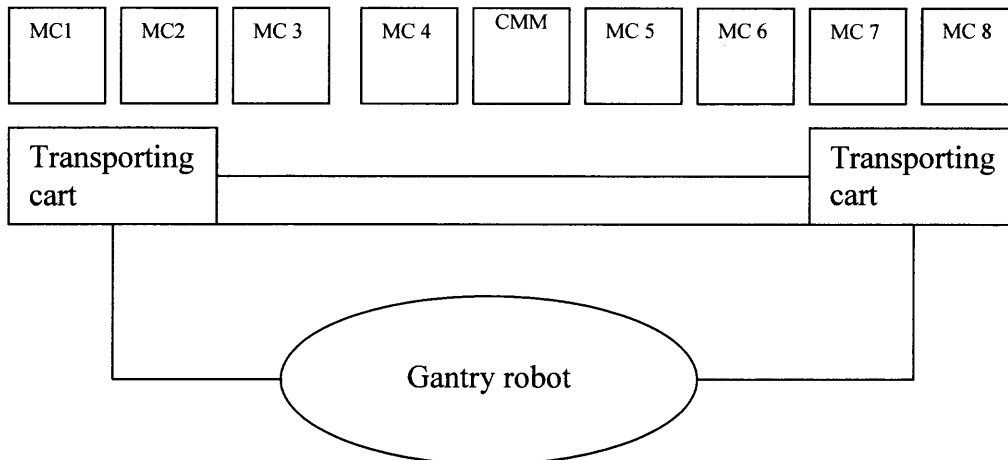 MC1 MC2 MC 3 MC 4 CMM MC 5 MC 6 MC 7 MC 8
Transporting
cart
Transporting
cart
Gantry robot